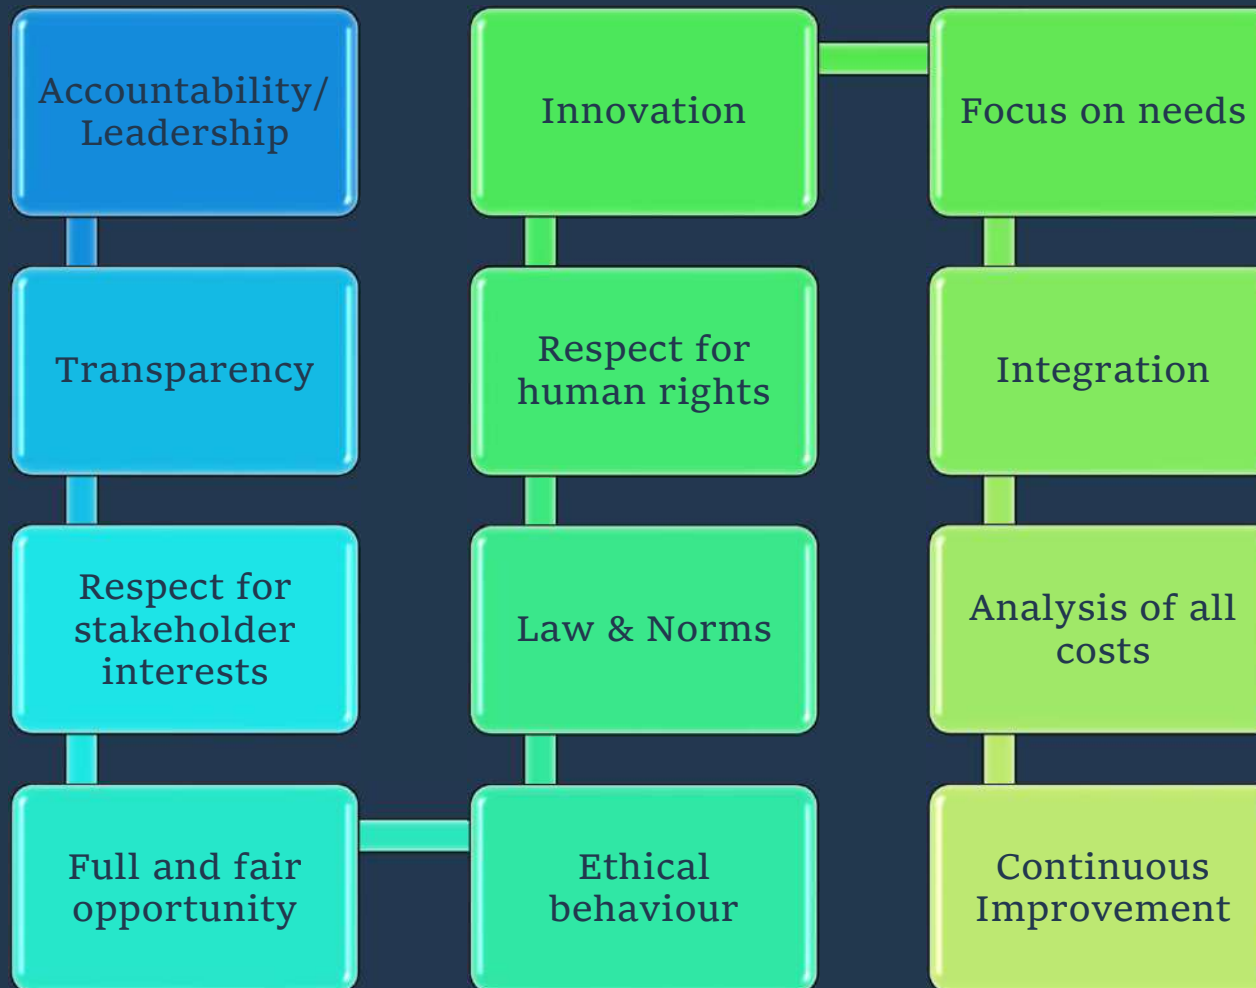 Accountability/
Leadership
Transparency
Respect for
stakeholder
interests
Full and fair
opportunity
Ethical
behaviour
Law & Norms
Respect for
human rights
Innovation
Focus on needs
Integration
Analysis of all
costs
Continuous
Improvement